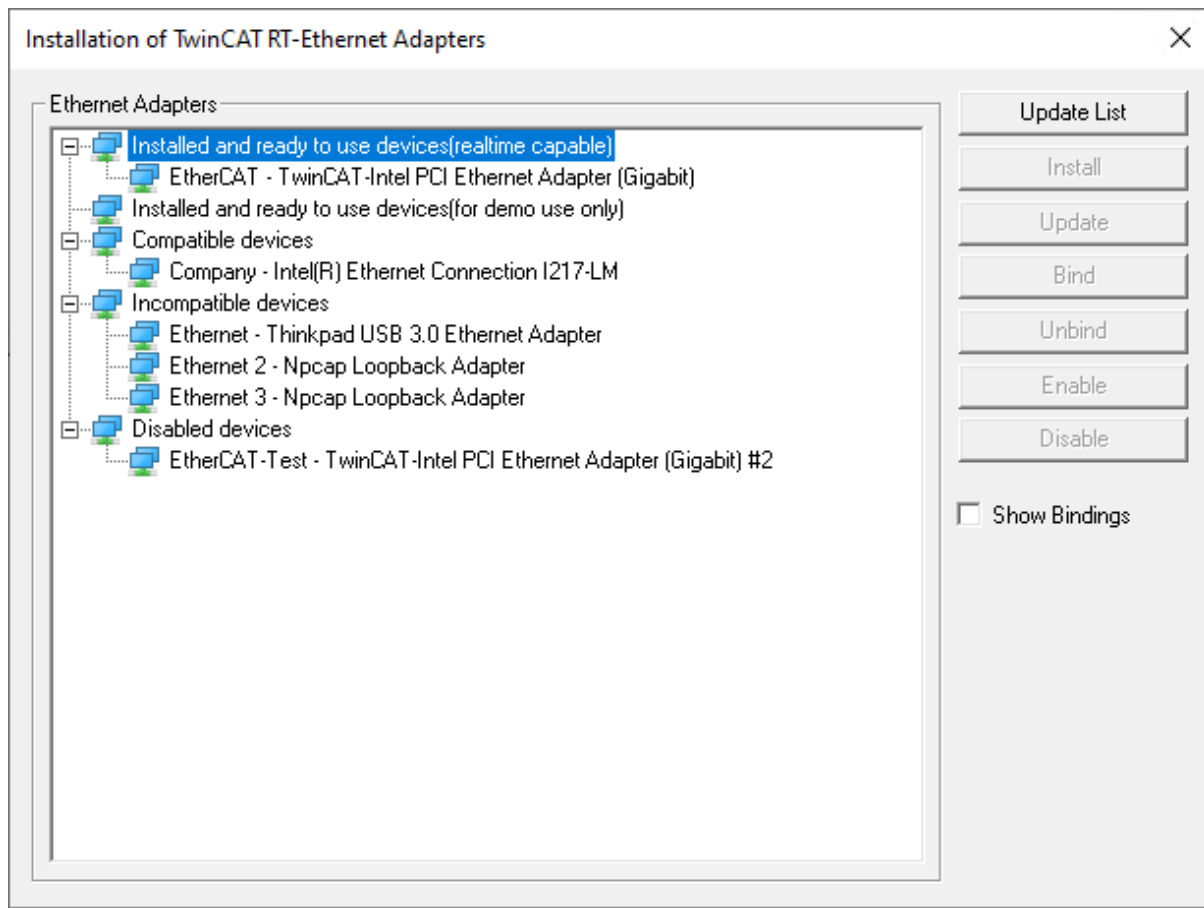 Installation of TwinCAT RT-Ethernet Adapters
Ethernet Adapters
Installed and ready to use devices(realtime capable)
EtherCAT - TwinCAT-Intel PCI Ethernet Adapter (Gigabit)
Installed and ready to use devices(for demo use only)
Compatible devices
Company - Intel(R) Ethernet Connection I217-LM
Incompatible devices
Ethernet - Thinkpad USB 3.0 Ethernet Adapter
Ethernet 2 - Npcap Loopback Adapter
Ethernet 3 - Npcap Loopback Adapter
Disabled devices
EtherCAT-Test - TwinCAT-Intel PCI Ethernet Adapter (Gigabit) #2
Update List
Install
Update
Bind
Unbind
Enable
Disable
Show Bindings